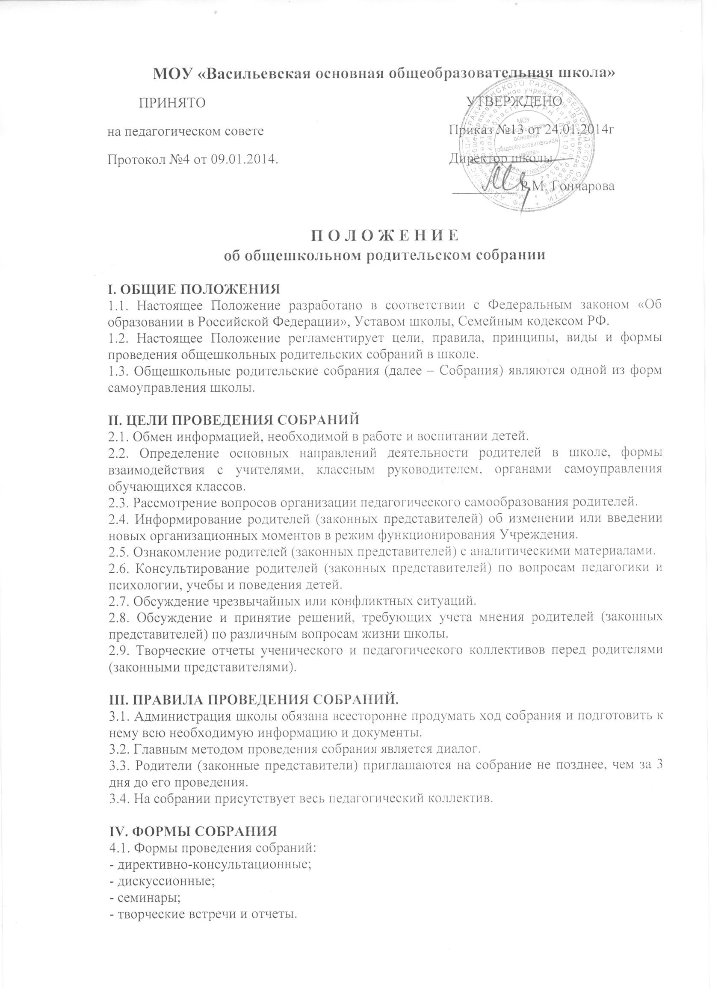 МОУ «Васильевская основная общеобразовательная школа»
ПРИНЯТО УТВЕРЖДЕНО
на педагогическом совете Приказ №13 от 24.01.2014г
Протокол №4 от 09.01.2014. Директор школы
Р.М. Гончарова
МОУ
«Васильевская
основная
общеобразовательная
школа»
П О Л О Ж Е Н И Е
об общешкольном родительском собрании
I. ОБЩИЕ ПОЛОЖЕНИЯ
1.1. Настоящее Положение разработано в соответствии с Федеральным законом «Об
образовании в Российской Федерации», Уставом школы, Семейным кодексом РФ.
1.2. Настоящее Положение регламентирует цели, правила, принципы, виды и формы
проведения общешкольных родительских собраний в школе.
1.3. Общешкольные родительские собрания (далее – Собрания) являются одной из форм
самоуправления школы.
II. ЦЕЛИ ПРОВЕДЕНИЯ СОБРАНИЙ
2.1. Обмен информацией, необходимой в работе и воспитании детей.
2.2. Определение основных направлений деятельности родителей в школе, формы
взаимодействия с учителями, классным руководителем, органами самоуправления
обучающихся классов.
2.3. Рассмотрение вопросов организации педагогического самообразования родителей.
2.4. Информирование родителей (законных представителей) об изменении или введении
новых организационных моментов в режим функционирования Учреждения.
2.5. Ознакомление родителей (законных представителей) с аналитическими материалами.
2.6. Консультирование родителей (законных представителей) по вопросам педагогики и
психологии, учебы и поведения детей.
2.7. Обсуждение чрезвычайных или конфликтных ситуаций.
2.8. Обсуждение и принятие решений, требующих учета мнения родителей (законных
представителей) по различным вопросам жизни школы.
2.9. Творческие отчеты ученического и педагогического коллективов перед родителями
(законными представителями).
III. ПРАВИЛА ПРОВЕДЕНИЯ СОБРАНИЙ.
3.1. Администрация школы обязана всесторонне продумать ход собрания и подготовить к
нему всю необходимую информацию и документы.
3.2. Главным методом проведения собрания является диалог.
3.3. Родители (законные представители) приглашаются на собрание не позднее, чем за 3
дня до его проведения.
3.4. На собрании присутствует весь педагогический коллектив.
IV. ФОРМЫ СОБРАНИЯ
4.1. Формы проведения собраний:
- директивно-консультационные;
- дискуссионные;
- семинары;
- творческие встречи и отчеты.